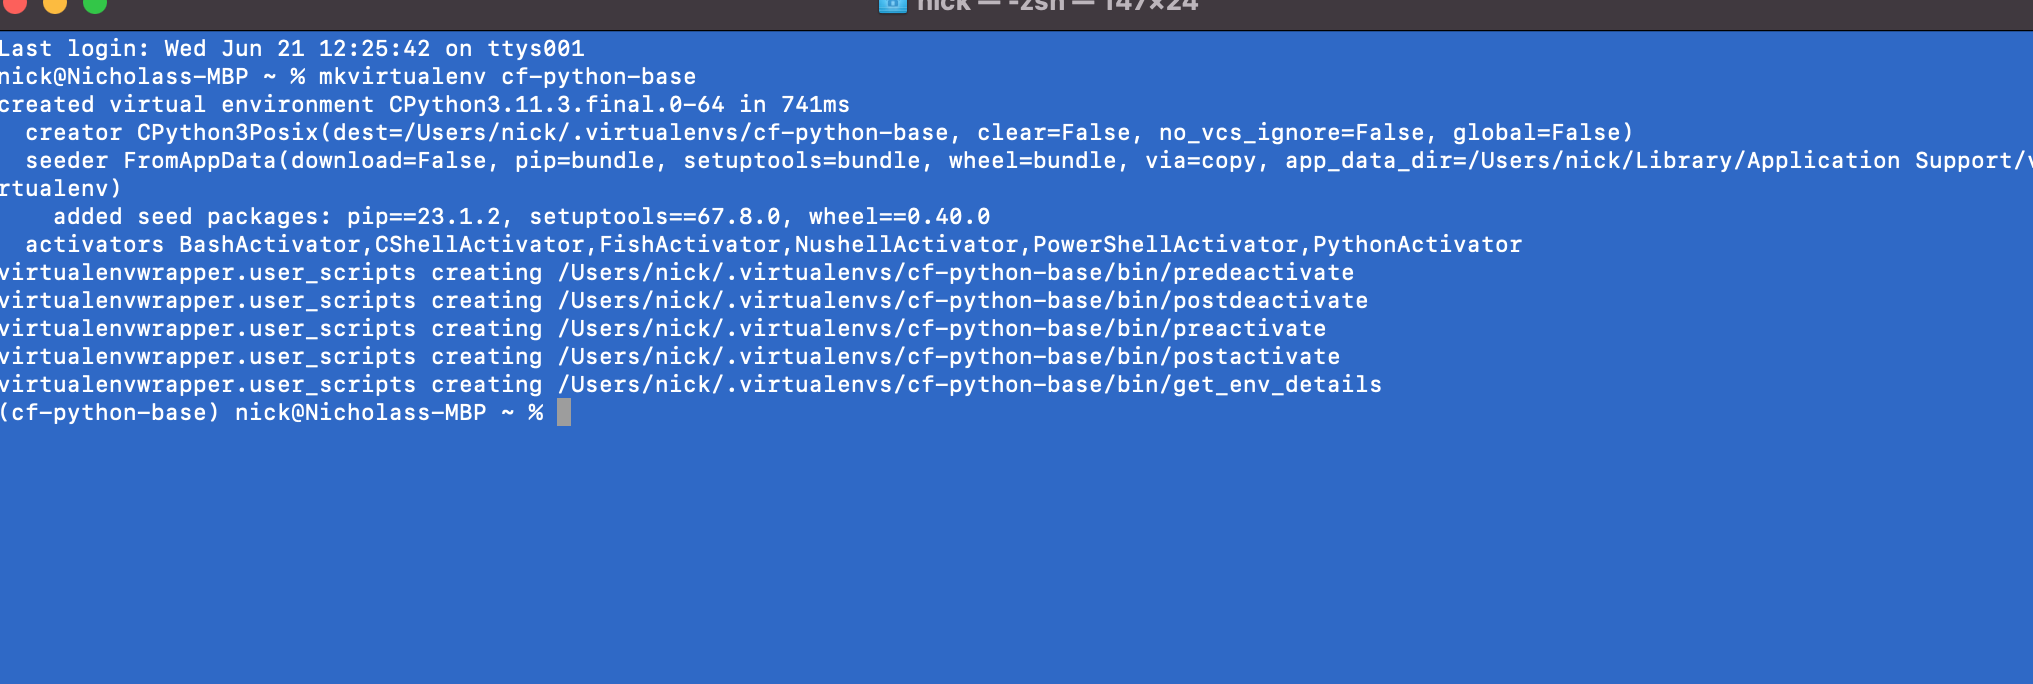 nick — -zsh — 147×24
Last login: Wed Jun 21 12:25:42 on ttys001
nick@Nicholass-MBP ~ % mkvirtualenv cf-python-base
created virtual environment CPython3.11.3.final.0-64 in 741ms
creator CPython3Posix(dest=/Users/nick/.virtualenvs/cf-python-base, clear=False, no_vcs_ignore=False, global=False)
seeder FromAppData(download=False, pip=bundle, setuptools=bundle, wheel=bundle, via=copy, app_data_dir=/Users/nick/Library/Application Support/v
rtualenv)
added seed packages: pip==23.1.2, setuptools==67.8.0, wheel==0.40.0
activators BashActivator,CShellActivator,FishActivator,NushellActivator,PowerShellActivator,PythonActivator
virtualenvwrapper.user_scripts creating /Users/nick/.virtualenvs/cf-python-base/bin/predeactivate
virtualenvwrapper.user_scripts creating /Users/nick/.virtualenvs/cf-python-base/bin/postdeactivate
virtualenvwrapper.user_scripts creating /Users/nick/.virtualenvs/cf-python-base/bin/preactivate
virtualenvwrapper.user_scripts creating /Users/nick/.virtualenvs/cf-python-base/bin/postactivate
virtualenvwrapper.user_scripts creating /Users/nick/.virtualenvs/cf-python-base/bin/get_env_details
(cf-python-base) nick@Nicholass-MBP ~ %